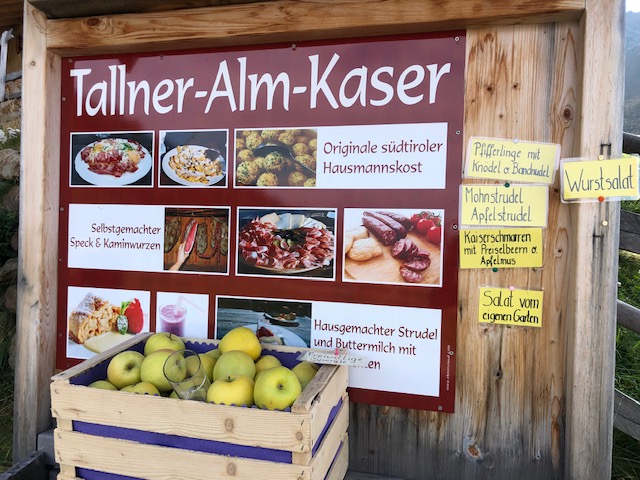 Tallner-Alm-Kaser
Originale südtiroler
Hausmannskost
Selbstgemachter
Speck & Kaminwurzen
Hausgemachter Strudel
und Buttermilch mit
Freiwillige
Pfifferlinge mit
Knödel o. Bandnudel
Mohnstrudel
Apfelstrudel
Kaiserschmarren
mit Preiselbeern o.
Apfelmus
Salat vom
eigenen Garten
Wurstsalat